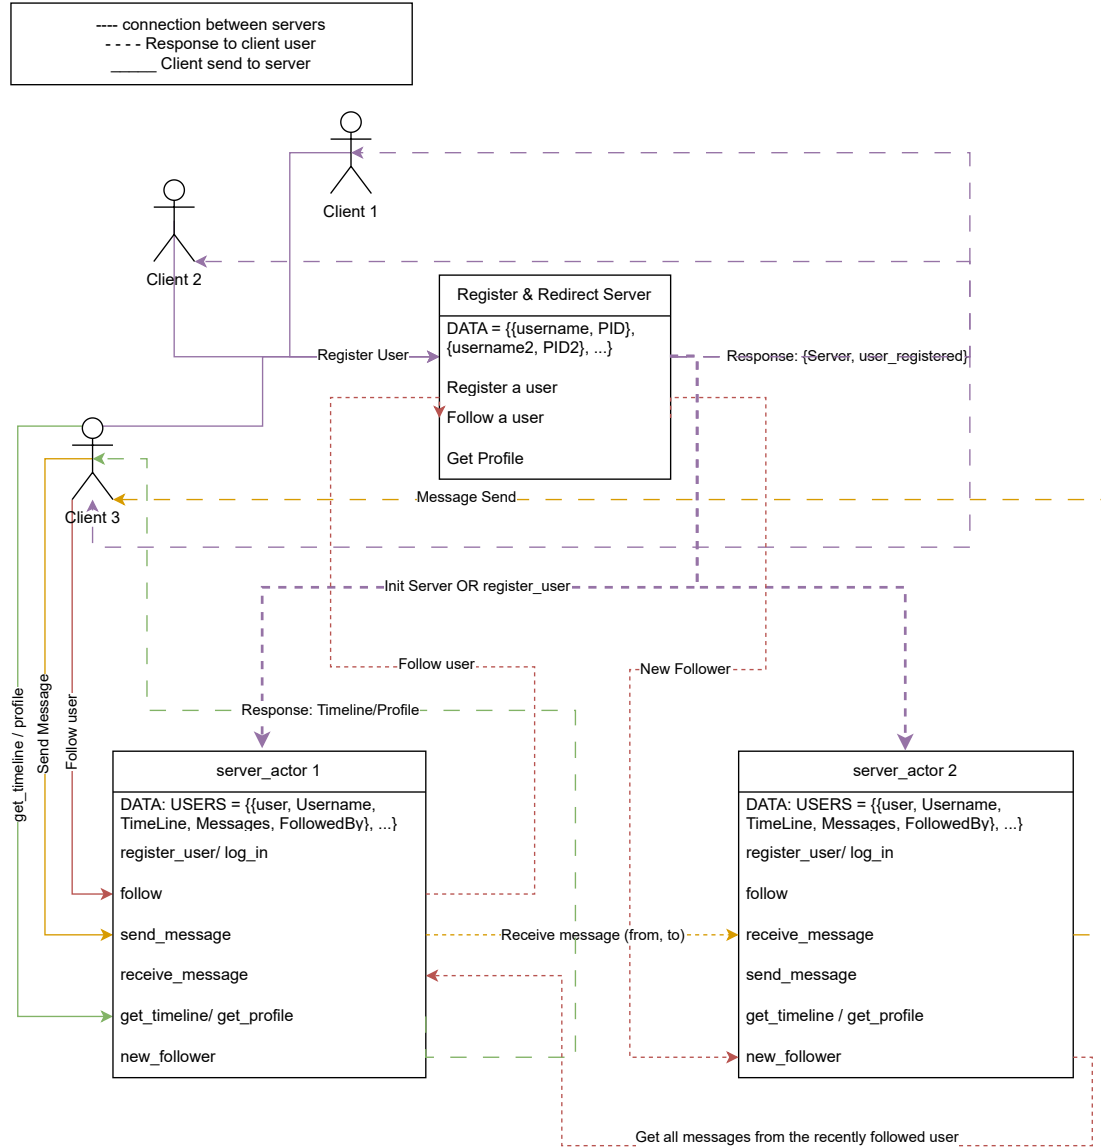 ---- connection between servers
- - - - Response to client user
_____ Client send to server
Client 1
Client 2
Register & Redirect Server
DATA = {{username, PID},
{username2, PID2}, ...}
Register User
Response: {Server, user_registered}
Register a user
Follow a user
Get Profile
Message Send
Client 3
Init Server OR register_user
Follow user
New Follower
get_timeline / profile
Send Message
Follow user
Response: Timeline/Profile
server_actor 1
DATA: USERS = {{user, Username,
TimeLine, Messages, FollowedBy}, ...}
register_user/ log_in
follow
send_message
receive_message
get_timeline/ get_profile
new_follower
Receive message (from, to)
server_actor 2
DATA: USERS = {{user, Username,
TimeLine, Messages, FollowedBy}, ...}
register_user/ log_in
follow
receive_message
send_message
get_timeline / get_profile
new_follower
Get all messages from the recently followed user